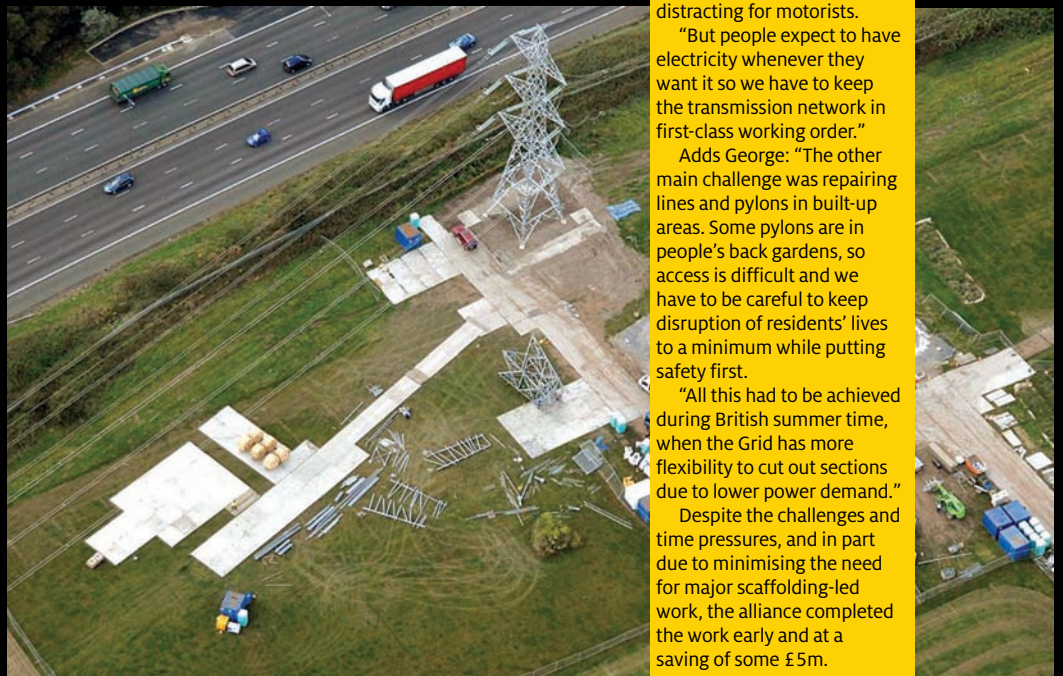 distracting for motorists.
“But people expect to have
electricity whenever they
want it so we have to keep
the transmission network in
first-class working order.”
Adds George: “The other
main challenge was repairing
lines and pylons in built-up
areas. Some pylons are in
people’s back gardens, so
access is difficult and we
have to be careful to keep
disruption of residents’ lives
to a minimum while putting
safety first.
“All this had to be achieved
during British summer time,
when the Grid has more
flexibility to cut out sections
due to lower power demand.”
Despite the challenges and
time pressures, and in part
due to minimising the need
for major scaffolding-led
work, the alliance completed
the work early and at a
saving of some £5m.